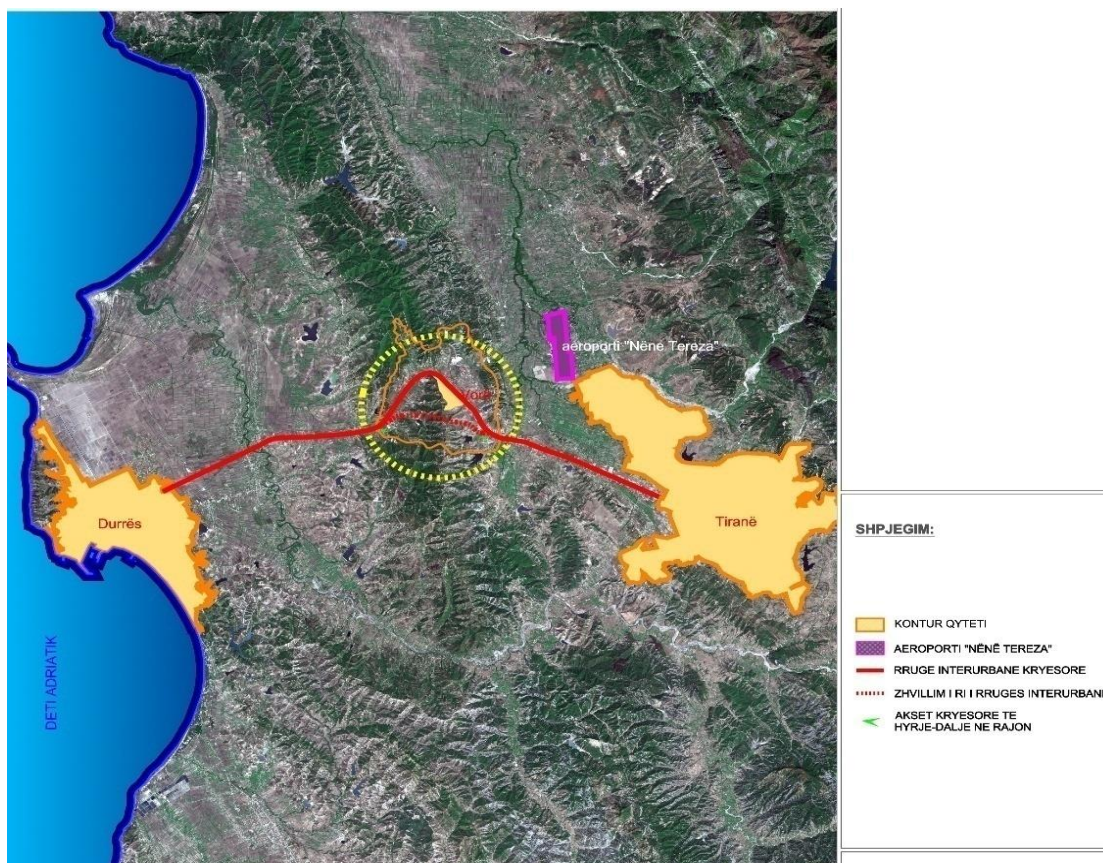 aeroporti "Nënë Tereza"
Vorë
Durrës
Tiranë
DETI ADRIATIK
SHPJEGIM:
KONTUR QYTETI
AEROPORTI "NËNË TEREZA"
RRUGE INTERURBANE KRYESORE
ZHVILLIM I RI I RRUGES INTERURBANE
AKSET KRYESORE TE
HYRJE-DALJE NE RAJON